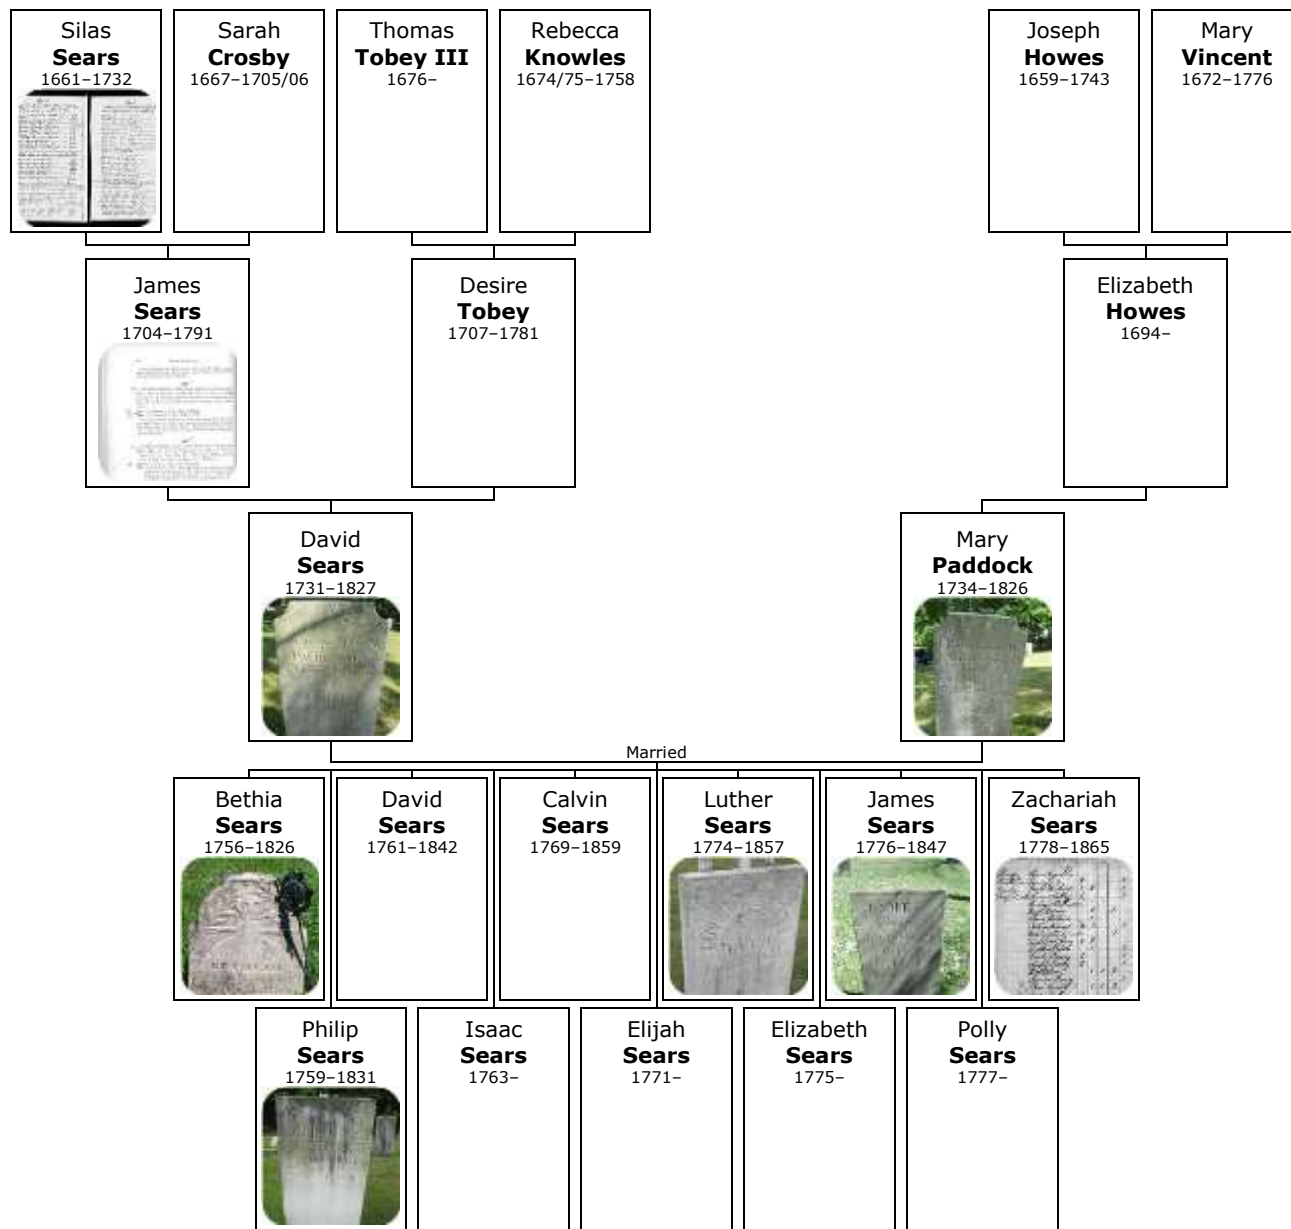 Silas
Sears
1661–1732
Sarah
Crosby
1667–1705/06
Thomas
Tobey III
1676–
Rebecca
Knowles
1674/75–1758
Joseph
Howes
1659–1743
Mary
Vincent
1672–1776
James
Sears
1704–1791
Desire
Tobey
1707–1781
Elizabeth
Howes
1694–
David
Sears
1731–1827
Mary
Paddock
1734–1826
Married
Bethia
Sears
1756–1826
David
Sears
1761–1842
Calvin
Sears
1769–1859
Luther
Sears
1774–1857
James
Sears
1776–1847
Zachariah
Sears
1778–1865
Philip
Sears
1759–1831
Isaac
Sears
1763–
Elijah
Sears
1771–
Elizabeth
Sears
1775–
Polly
Sears
1777–